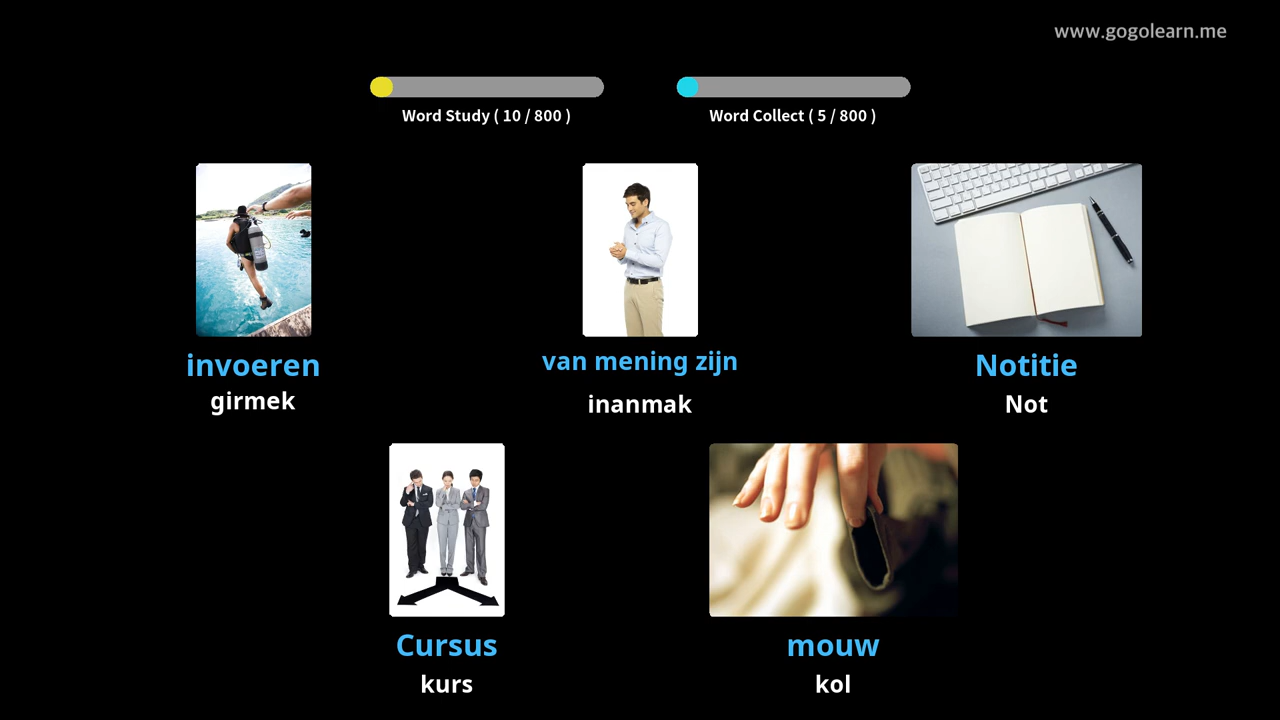 www.gogolearn.me
Word Study ( 10 / 800 )
Word Collect ( 5 / 800 )
invoeren
girmek
van mening zijn
inanmak
Notitie
Not
Cursus
kurs
mouw
kol